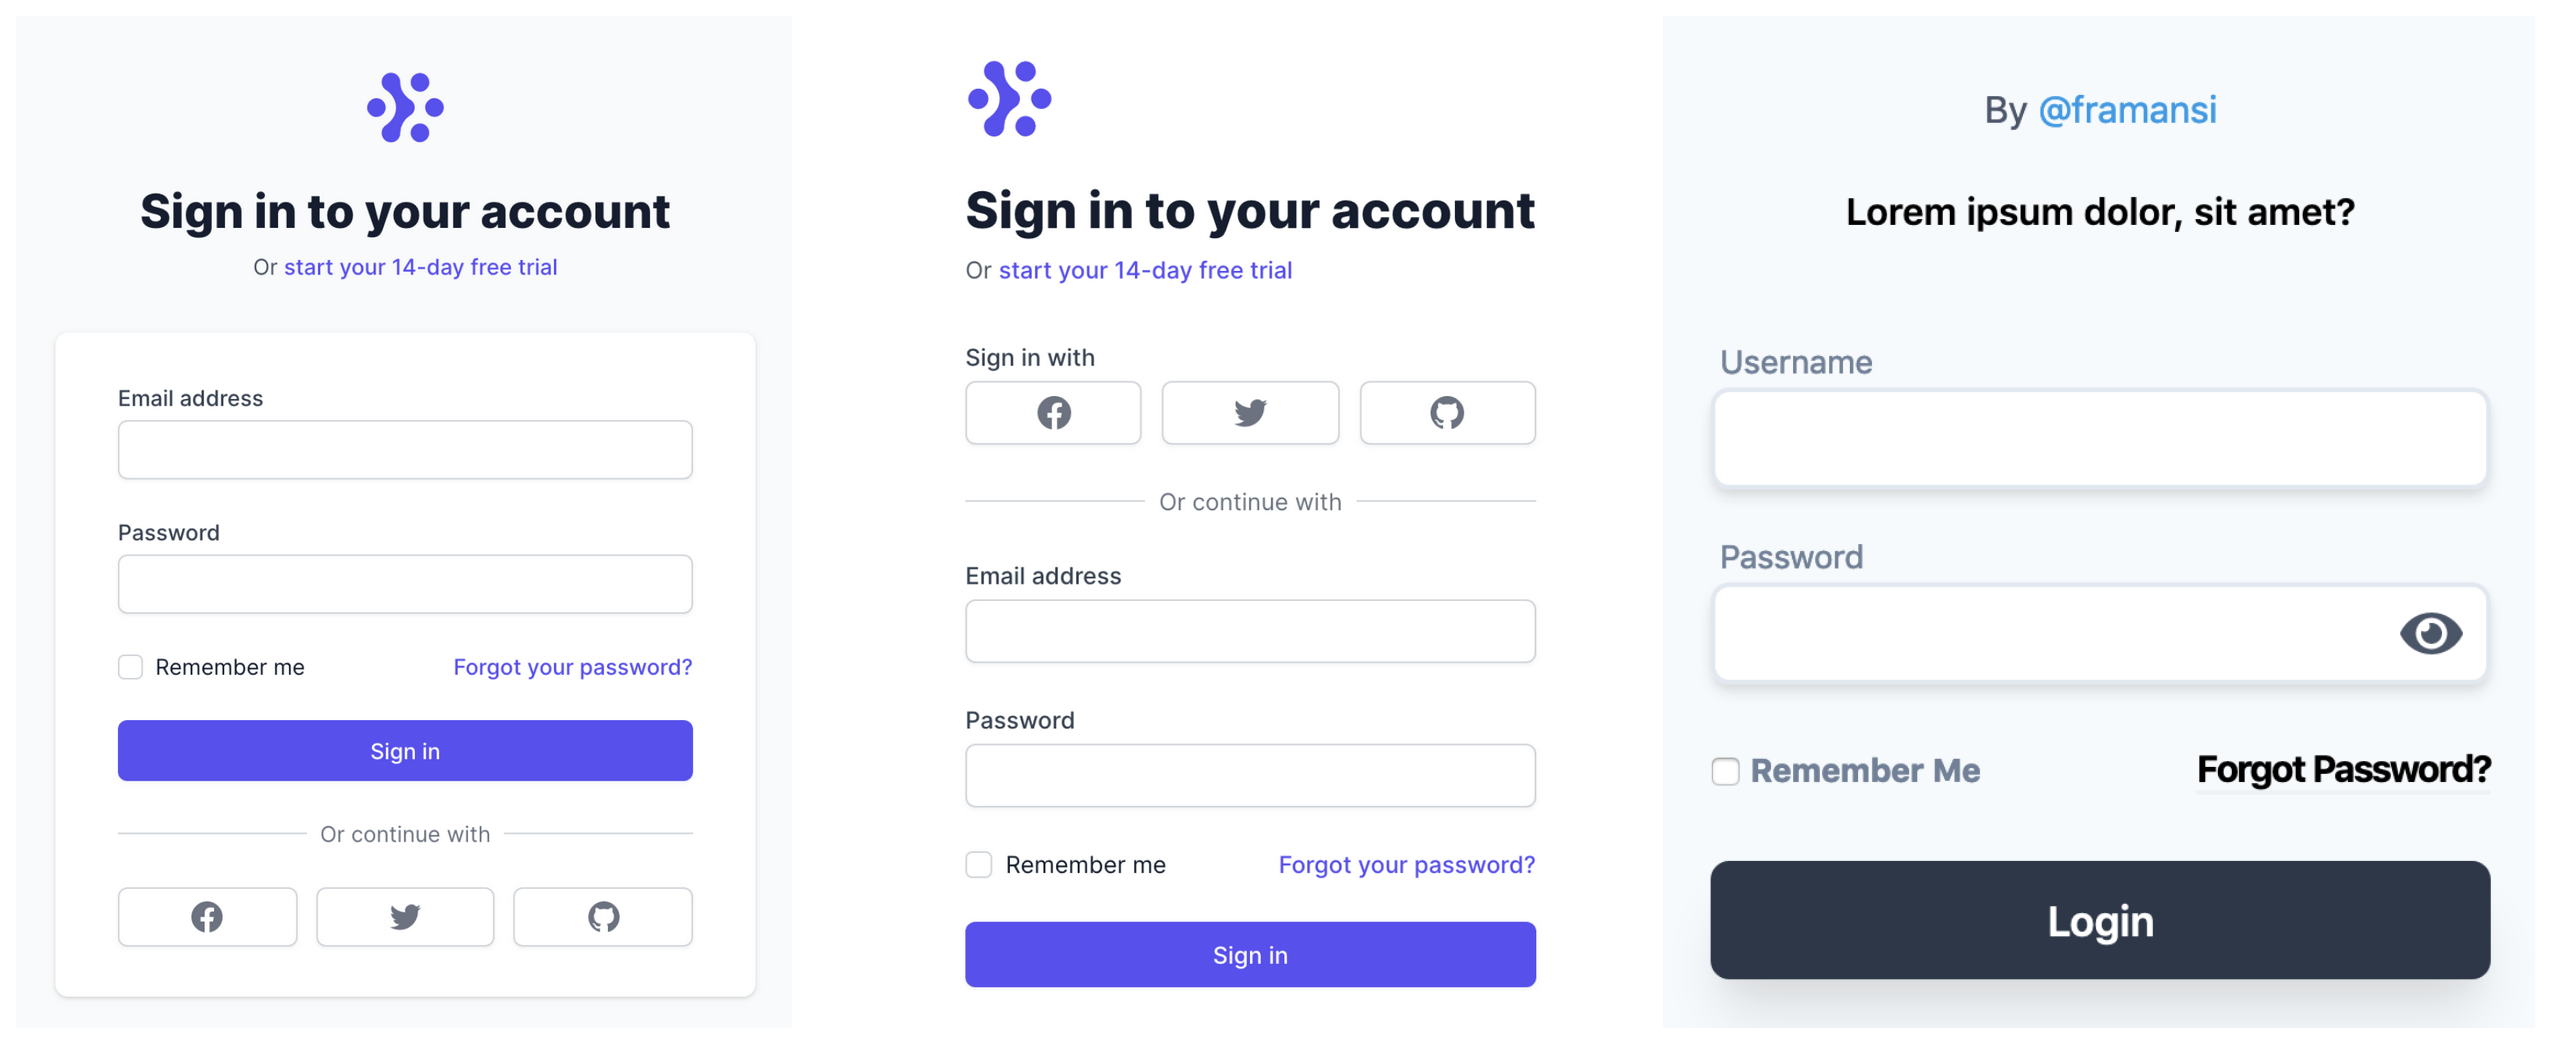 Sign in to your account
Or start your 14-day free trial
Email address
Password
Remember me
Forgot your password?
Sign in
Or continue with
Sign in to your account
Or start your 14-day free trial
Sign in with
Or continue with
Email address
Password
Remember me
Forgot your password?
Sign in
By @framansi
Lorem ipsum dolor, sit amet?
Username
Password
Remember Me
Forgot Password?
Login